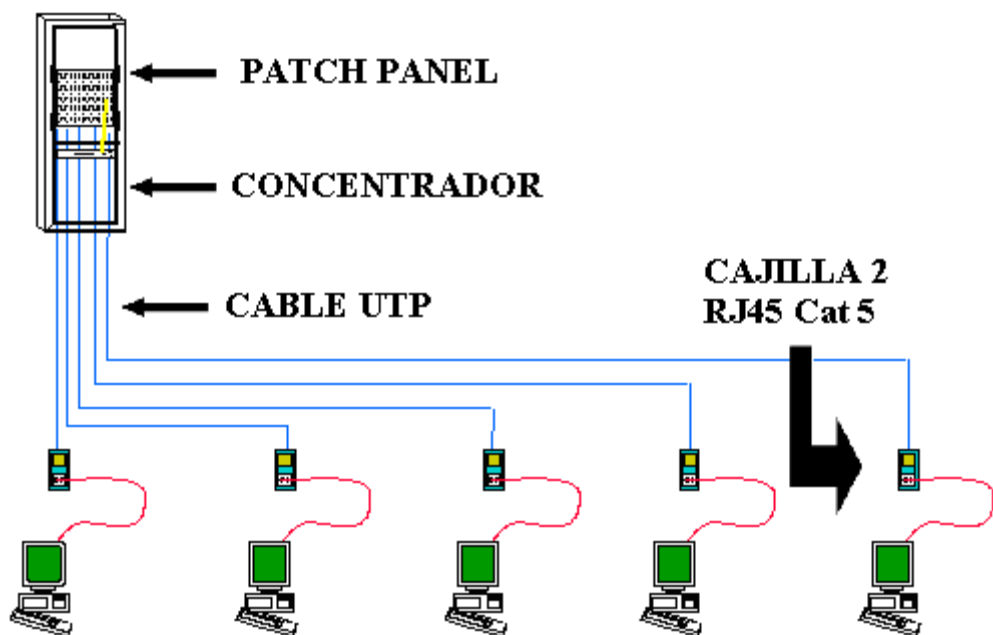 PATCH PANEL
CONCENTRADOR
CABLE UTP
CAJILLA 2
RJ45 Cat 5